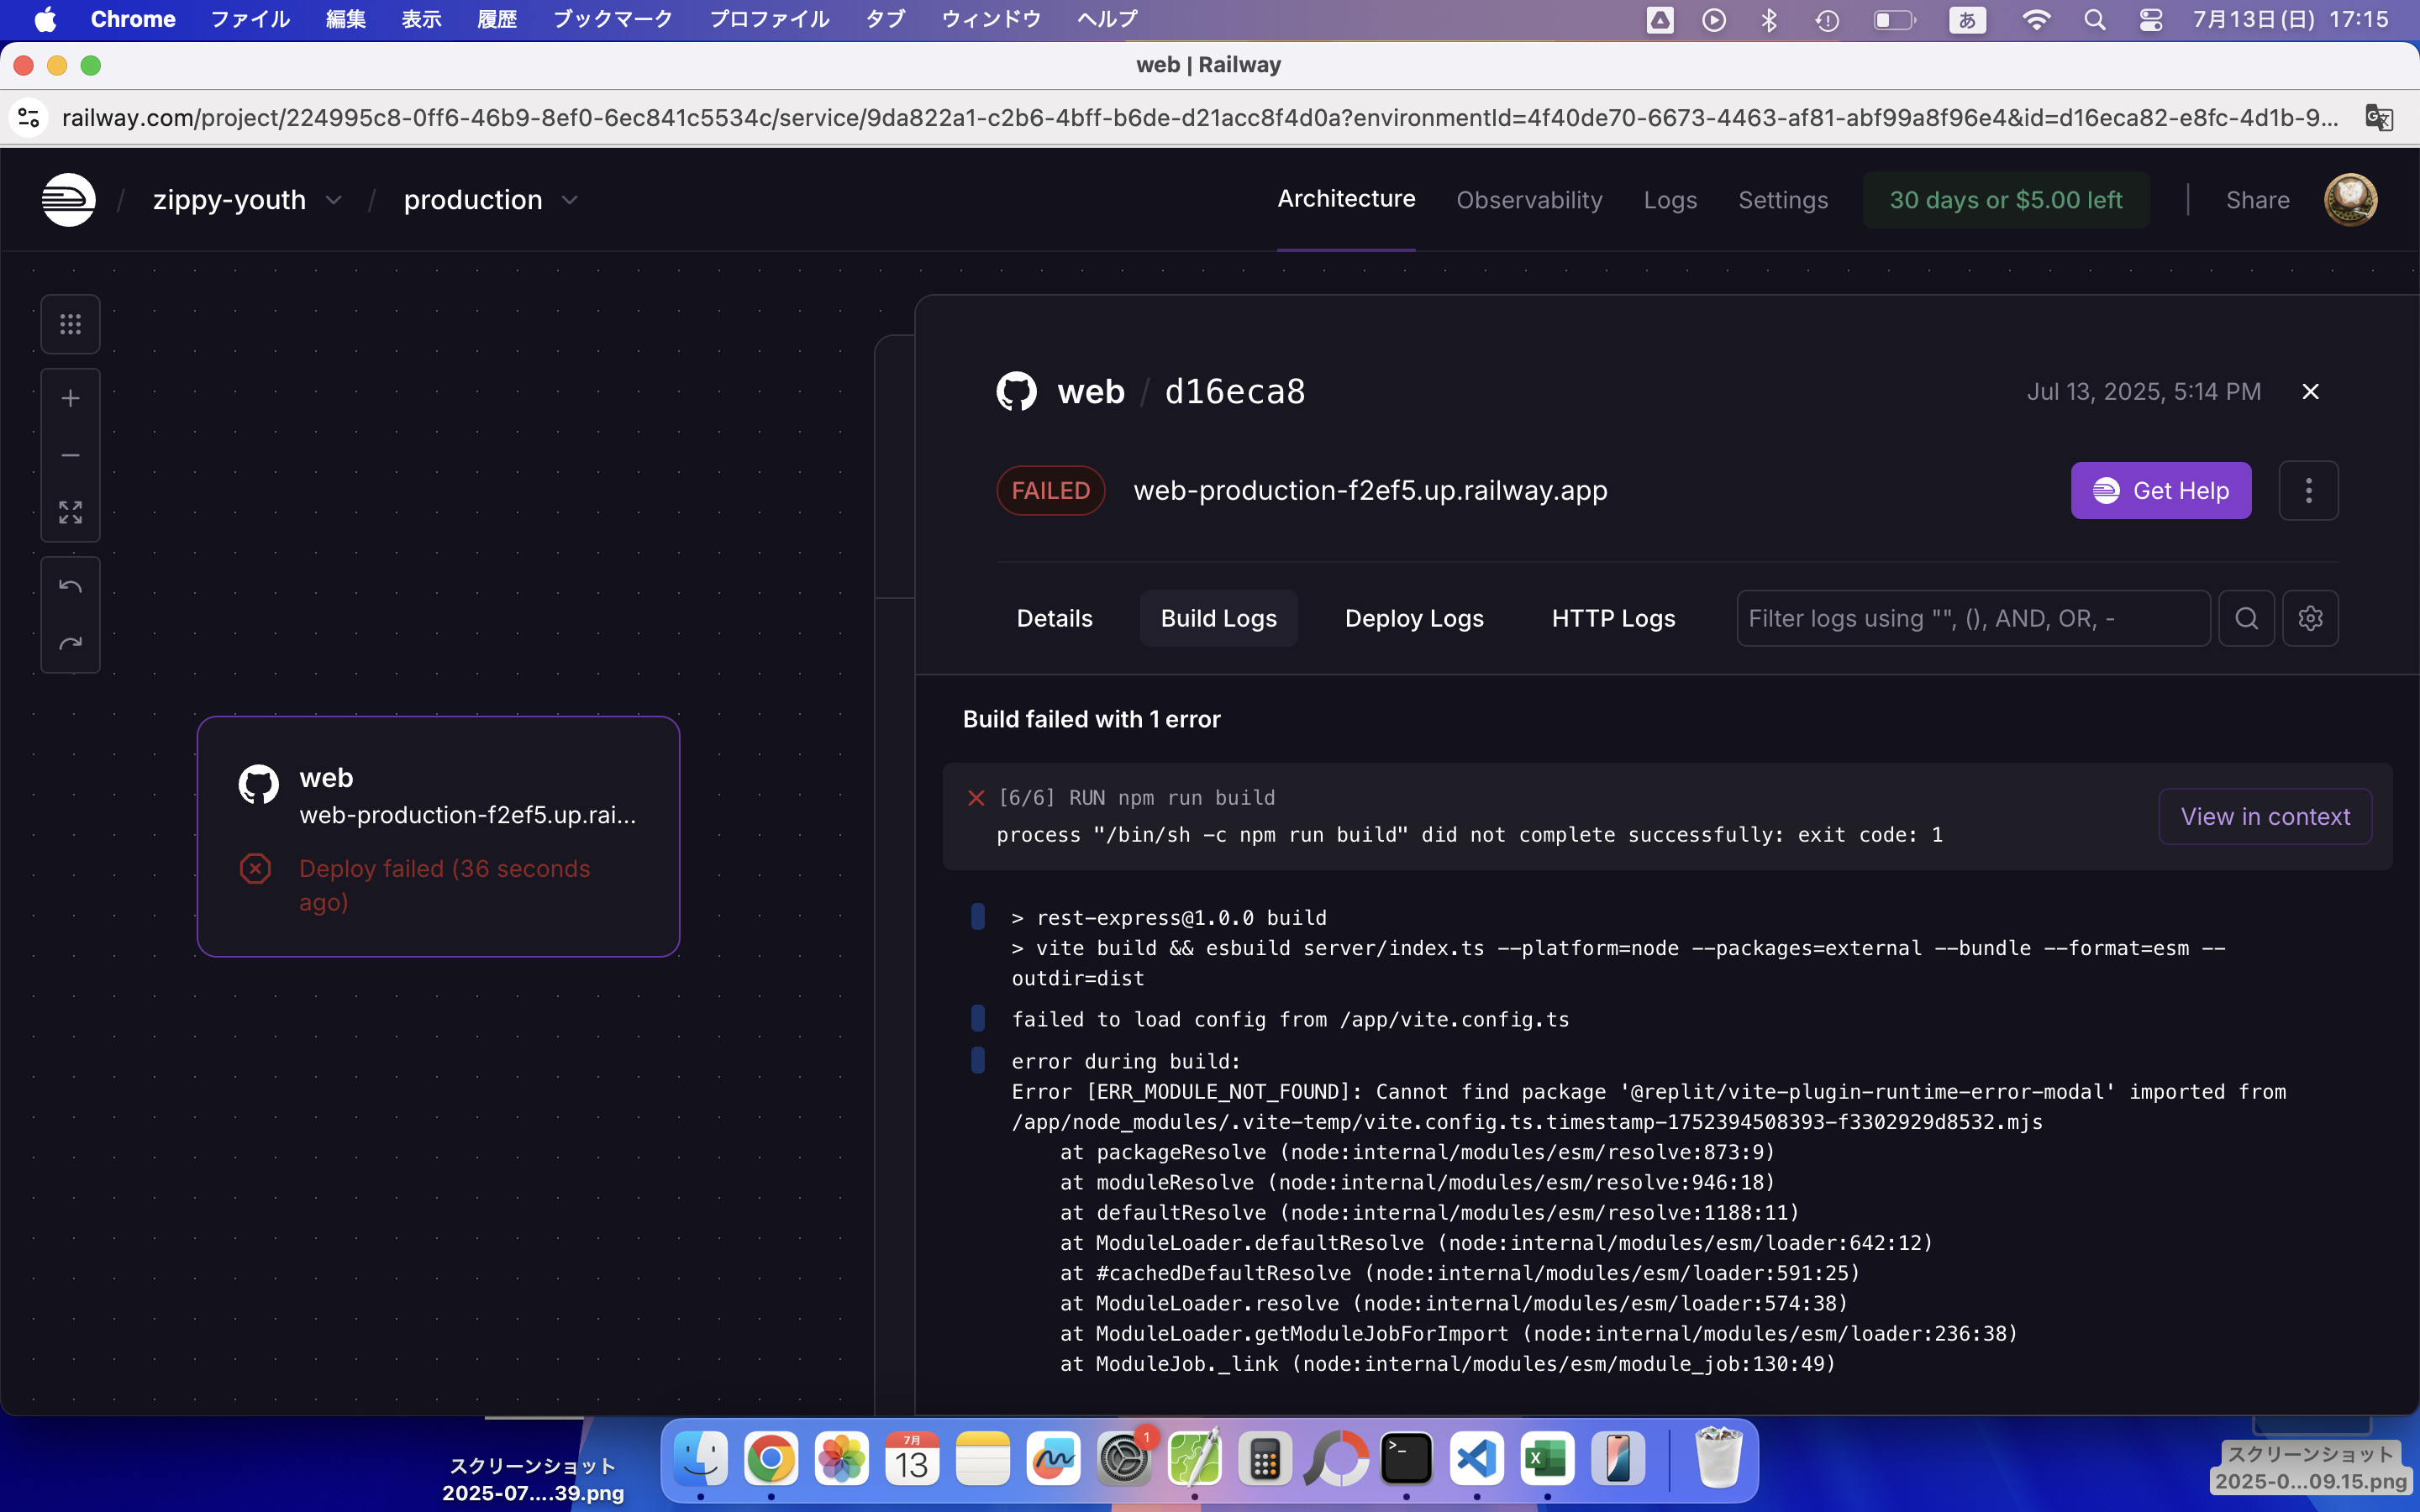 Chrome ファイル 編集 表示 履歴 ブックマーク プロファイル タブ ウィンドウ ヘルプ あ 7月13日(日) 17:15
web | Railway
railway.com/project/224995c8-0ff6-46b9-8ef0-6ec841c5534c/service/9da822a1-c2b6-4bff-b6de-d21acc8f4d0a?environmentId=4f40de70-6673-4463-af81-abf99a8f96e4&id=d16eca82-e8fc-4d1b-9...
/ zippy-youth / production Architecture Observability Logs Settings 30 days or $5.00 left Share
web / d16eca8 Jul 13, 2025, 5:14 PM
FAILED web-production-f2ef5.up.railway.app Get Help
Details Build Logs Deploy Logs HTTP Logs Filter logs using "", (), AND, OR, -
web
web-production-f2ef5.up.rai...
Deploy failed (36 seconds
ago)
Build failed with 1 error
[6/6] RUN npm run build
process "/bin/sh -c npm run build" did not complete successfully: exit code: 1
View in context
> rest-express@1.0.0 build
> vite build && esbuild server/index.ts --platform=node --packages=external --bundle --format=esm --
outdir=dist
failed to load config from /app/vite.config.ts
error during build:
Error [ERR_MODULE_NOT_FOUND]: Cannot find package '@replit/vite-plugin-runtime-error-modal' imported from
/app/node_modules/.vite-temp/vite.config.ts.timestamp-1752394508393-f3302929d8532.mjs
at packageResolve (node:internal/modules/esm/resolve:873:9)
at moduleResolve (node:internal/modules/esm/resolve:946:18)
at defaultResolve (node:internal/modules/esm/resolve:1188:11)
at ModuleLoader.defaultResolve (node:internal/modules/esm/loader:642:12)
at #cachedDefaultResolve (node:internal/modules/esm/loader:591:25)
at ModuleLoader.resolve (node:internal/modules/esm/loader:574:38)
at ModuleLoader.getModuleJobForImport (node:internal/modules/esm/loader:236:38)
at ModuleJob._link (node:internal/modules/esm/module_job:130:49)
スクリーンショット
2025-07....39.png
7月
13
1
スクリーンショット
2025-0...09.15.png